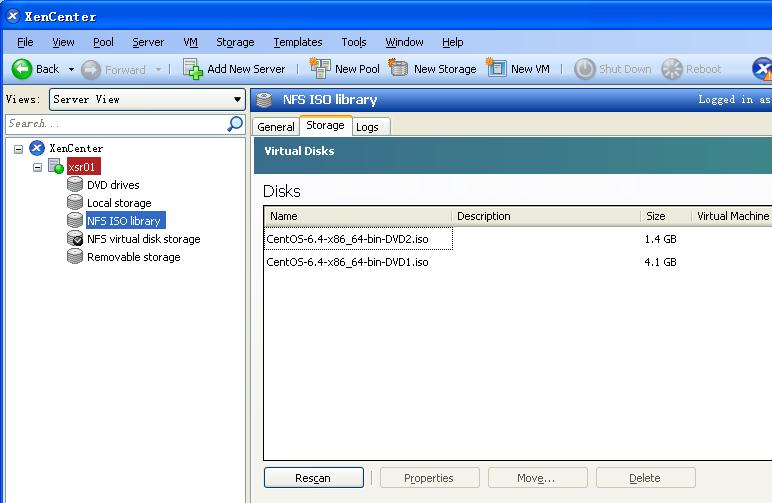 XenCenter
File View Pool Server VM Storage Templates Tools Window Help
Back Forward Add New Server New Pool New Storage New VM Shut Down Reboot
Views: Server View
NFS ISO library Logged in as
Search...
General Storage Logs
XenCenter
Virtual Disks
xsr01
DVD drives
Disks
Local storage
NFS ISO library
Name Description Size Virtual Machine
NFS virtual disk storage
CentOS-6.4-x86_64-bin-DVD2.iso 1.4 GB
Removable storage
CentOS-6.4-x86_64-bin-DVD1.iso 4.1 GB
Rescan Properties Move... Delete